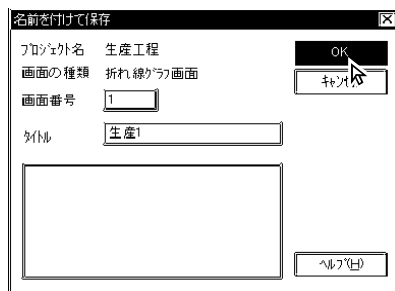 名前を付けて保存
ﾌﾟﾛｼﾞｪｸﾄ名 生産工程
画面の種類 折れ線ｸﾞﾗﾌ画面
画面番号 1
ﾀｲﾄﾙ 生産1
OK
ｷｬﾝｾﾙ
ﾍﾙﾌﾟ(H)